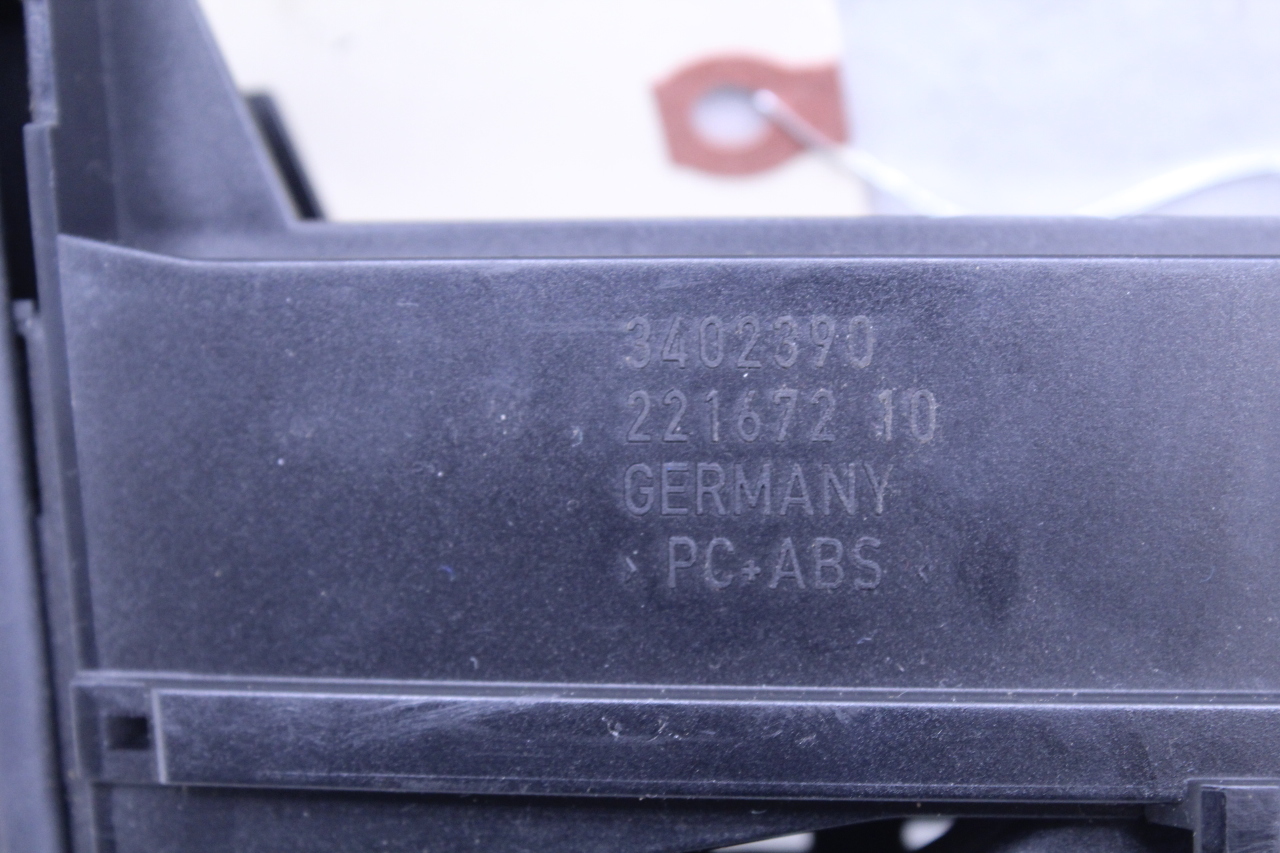 3402390
221672 10
GERMANY
> PC+ABS <